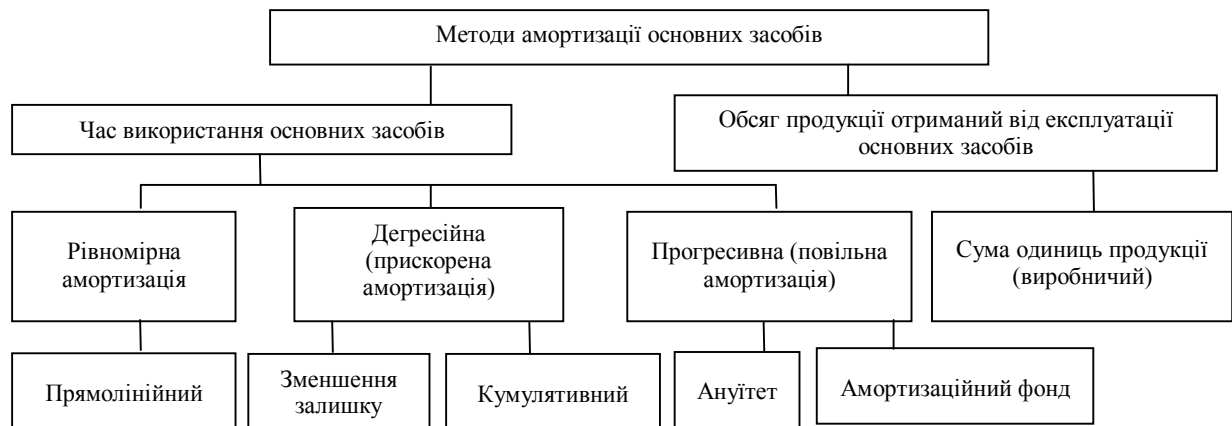 Методи амортизації основних засобів
Час використання основних засобів
Обсяг продукції отриманий від експлуатації
основних засобів
Рівномірна
амортизація
Дегресійна
(прискорена
амортизація)
Прогресивна (повільна
амортизація)
Сума одиниць продукції
(виробничий)
Прямолінійний
Зменшення
залишку
Кумулятивний
Ануїтет
Амортизаційний фонд